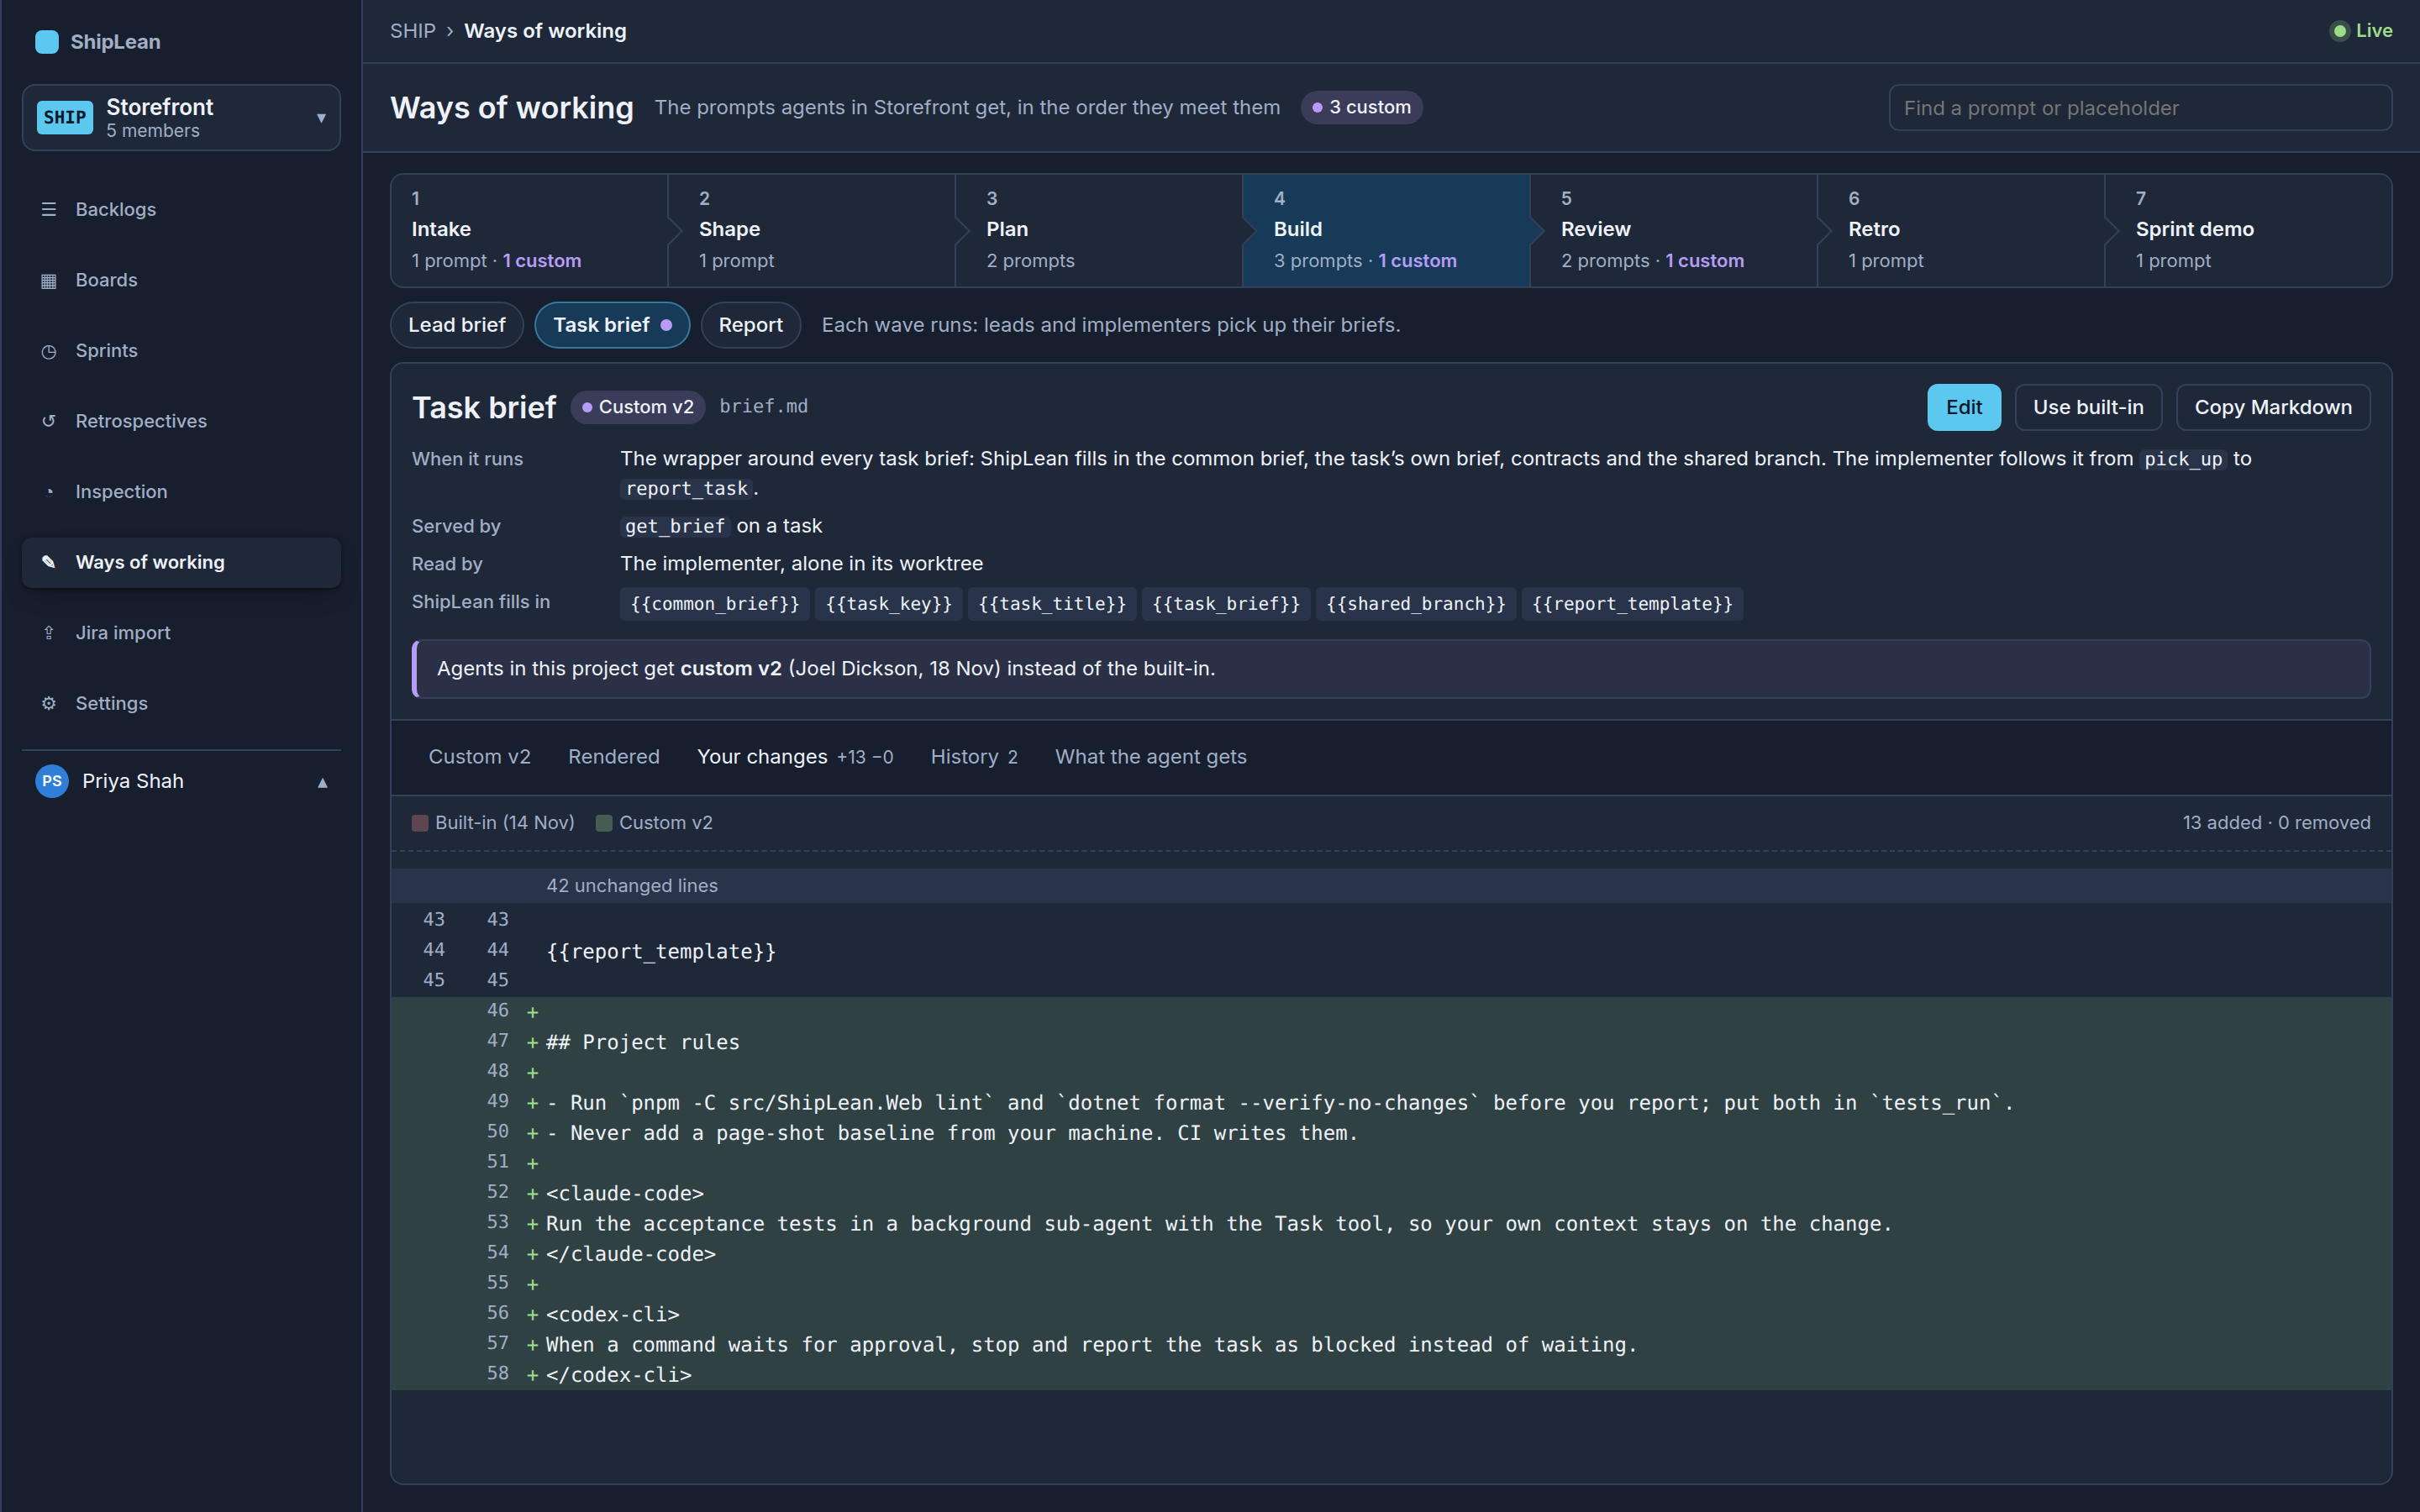 ShipLean
SHIP
Storefront
5 members
Backlogs
Boards
Sprints
Retrospectives
Inspection
Ways of working
Jira import
Settings
PS Priya Shah
SHIP › Ways of working
Live
Ways of working
The prompts agents in Storefront get, in the order they meet them
3 custom
Find a prompt or placeholder
1
Intake
1 prompt · 1 custom
2
Shape
1 prompt
3
Plan
2 prompts
4
Build
3 prompts · 1 custom
5
Review
2 prompts · 1 custom
6
Retro
1 prompt
7
Sprint demo
1 prompt
Lead brief
Task brief
Report
Each wave runs: leads and implementers pick up their briefs.
Task brief
Custom v2
brief.md
Edit
Use built-in
Copy Markdown
When it runs
The wrapper around every task brief: ShipLean fills in the common brief, the task’s own brief, contracts and the shared branch. The implementer follows it from pick_up to
report_task.
Served by
get_brief on a task
Read by
The implementer, alone in its worktree
ShipLean fills in
{{common_brief}} {{task_key}} {{task_title}} {{task_brief}} {{shared_branch}} {{report_template}}
Agents in this project get custom v2 (Joel Dickson, 18 Nov) instead of the built-in.
Custom v2
Rendered
Your changes +13 −0
History 2
What the agent gets
Built-in (14 Nov)
Custom v2
13 added · 0 removed
42 unchanged lines
43 43
44 44 {{report_template}}
45 45
46 +
47 + ## Project rules
48 +
49 + - Run `pnpm -C src/ShipLean.Web lint` and `dotnet format --verify-no-changes` before you report; put both in `tests_run`.
50 + - Never add a page-shot baseline from your machine. CI writes them.
51 +
52 + <claude-code>
53 + Run the acceptance tests in a background sub-agent with the Task tool, so your own context stays on the change.
54 + </claude-code>
55 +
56 + <codex-cli>
57 + When a command waits for approval, stop and report the task as blocked instead of waiting.
58 + </codex-cli>